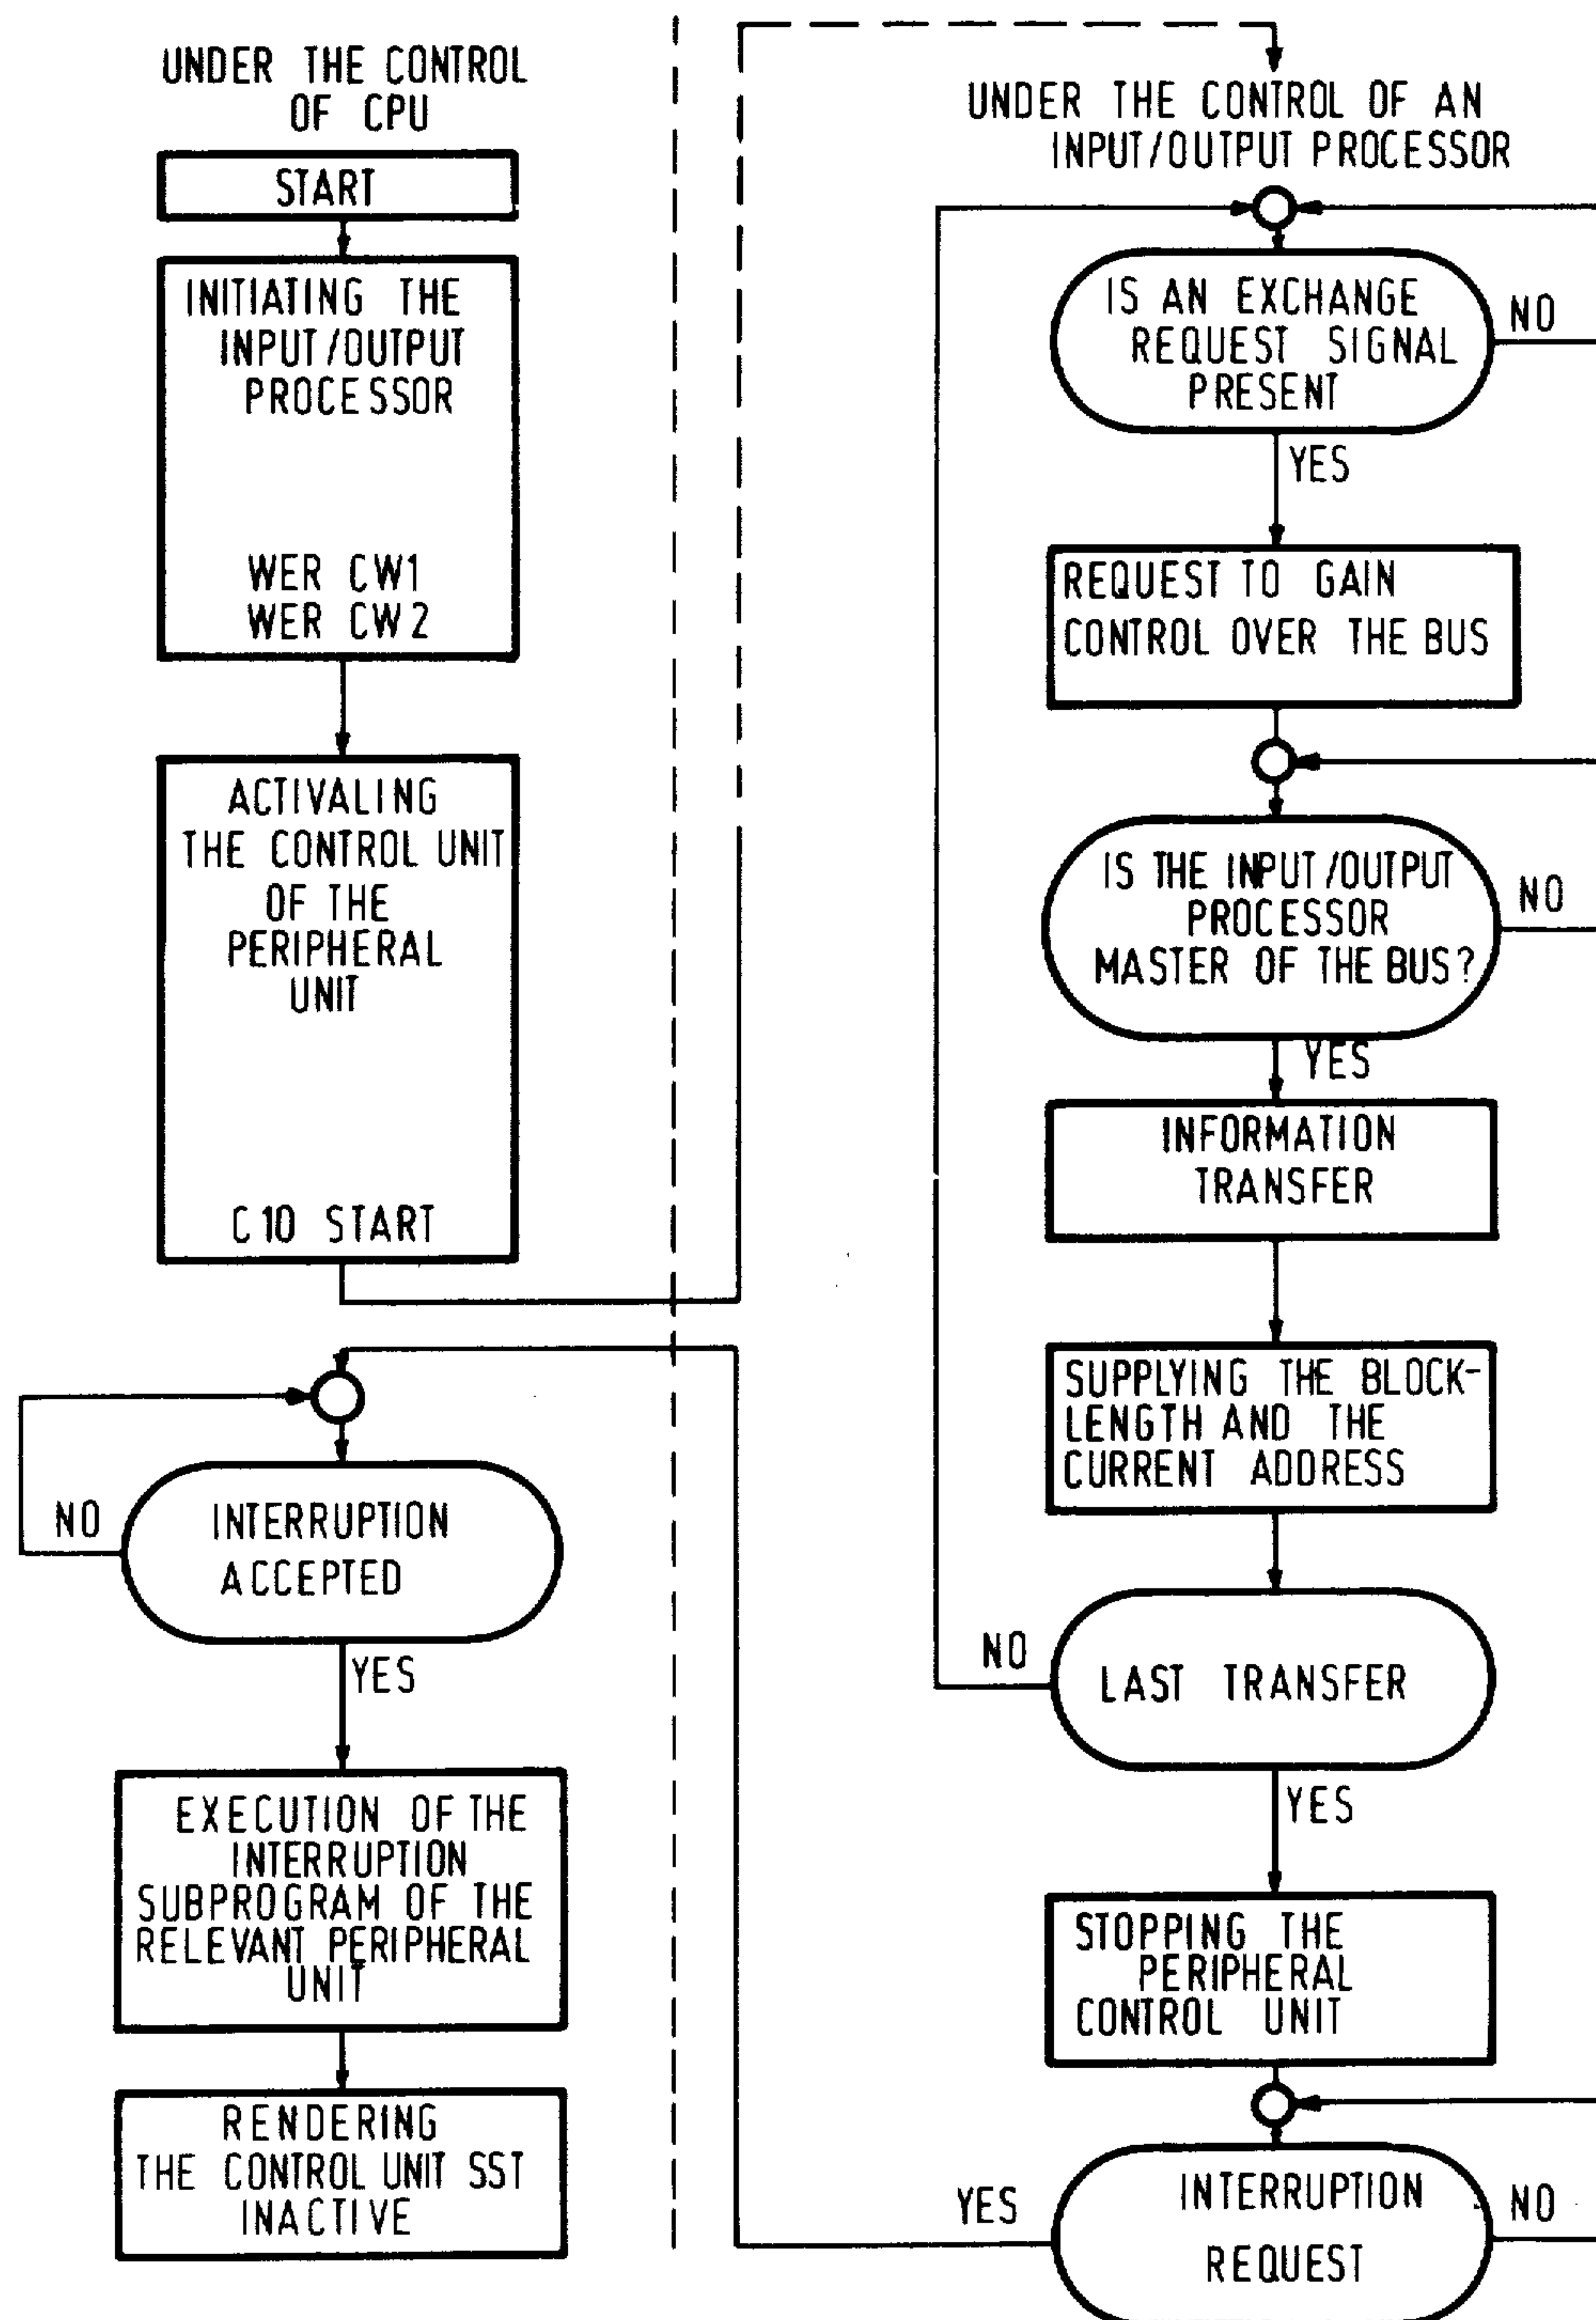 UNDER THE CONTROL
OF CPU
START
INITIATING THE
INPUT/OUTPUT
PROCESSOR
WER CW1
WER CW2
ACTIVALING
THE CONTROL UNIT
OF THE
PERIPHERAL
UNIT
C10 START
NO
INTERRUPTION
ACCEPTED
YES
EXECUTION OF THE
INTERRUPTION
SUBPROGRAM OF THE
RELEVANT PERIPHERAL
UNIT
RENDERING
THE CONTROL UNIT SST
INACTIVE
UNDER THE CONTROL OF AN
INPUT/OUTPUT PROCESSOR
IS AN EXCHANGE
REQUEST SIGNAL
PRESENT
NO
YES
REQUEST TO GAIN
CONTROL OVER THE BUS
IS THE INPUT/OUTPUT
PROCESSOR
MASTER OF THE BUS?
NO
YES
INFORMATION
TRANSFER
SUPPLYING THE BLOCK-
LENGTH AND THE
CURRENT ADDRESS
NO
LAST TRANSFER
YES
STOPPING THE
PERIPHERAL
CONTROL UNIT
YES
INTERRUPTION
REQUEST
NO